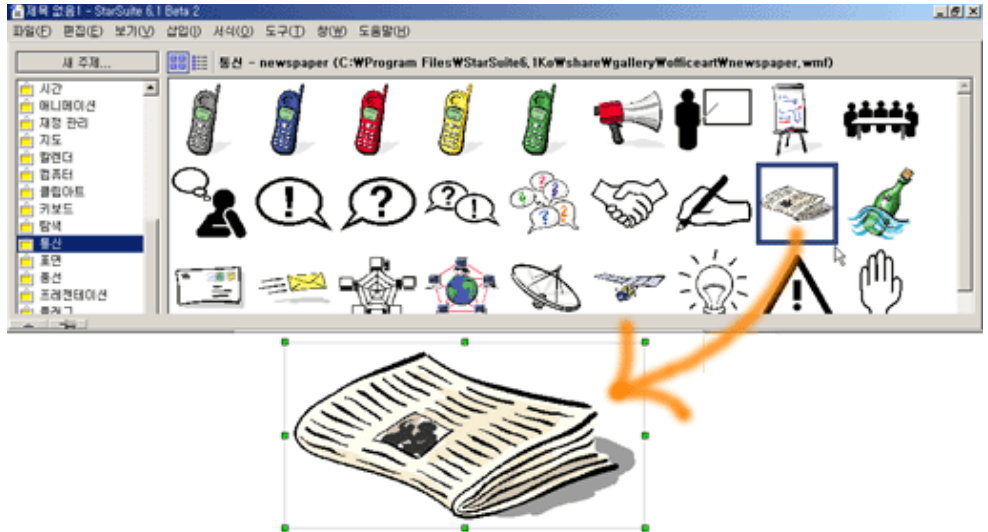 제목 없음1 - StarSuite 6.1 Beta 2
파일(F) 편집(E) 보기(V) 삽입(I) 서식(O) 도구(T) 창(W) 도움말(H)
새 주제...
통신 - newspaper (C:₩Program Files₩StarSuite6.1Ko₩share₩gallery₩officeart₩newspaper.wmf)
시간
애니메이션
재정 관리
지도
캘린더
컴퓨터
클립아트
키보드
탐색
통신
표면
풍선
프레젠테이션
플래그